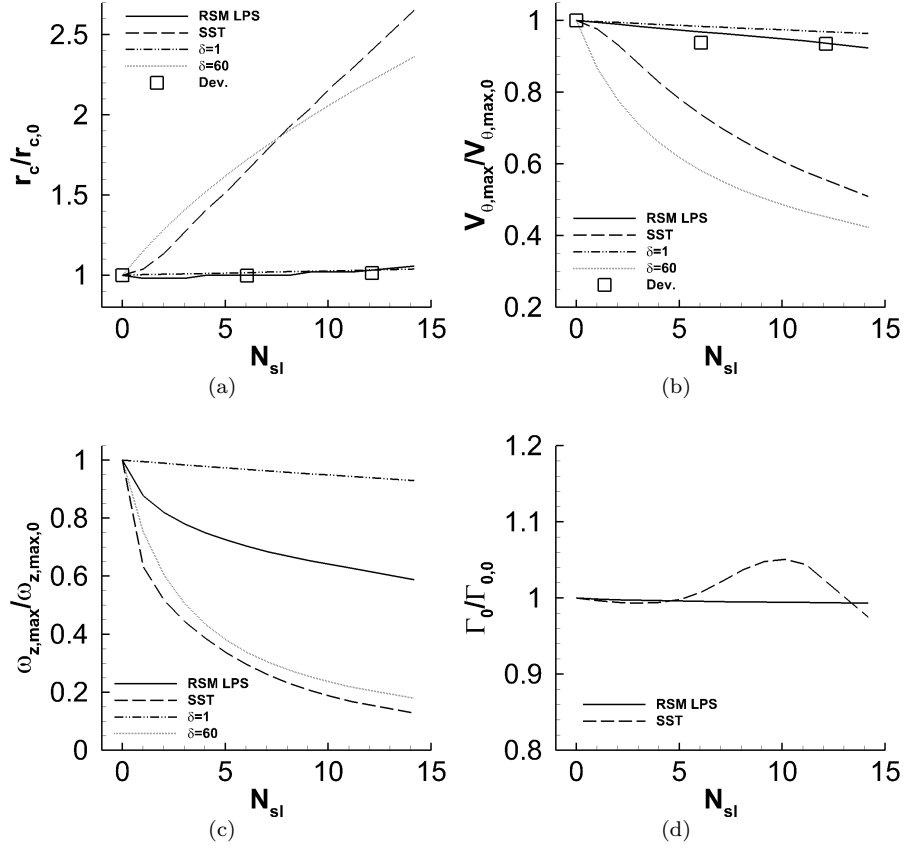 RSM LPS
SST
δ=1
δ=60
Dev.
2.5
2
1.5
1
r_c/r_c,0
0 5 10 15
N_sl
(a)
1
0.8
0.6
0.4
0.2
V_θ,max/V_θ,max,0
RSM LPS
SST
δ=1
δ=60
Dev.
0 5 10 15
N_sl
(b)
1
0.8
0.6
0.4
0.2
0
ω_z,max/ω_z,max,0
RSM LPS
SST
δ=1
δ=60
0 5 10 15
N_sl
(c)
1.2
1.1
1
0.9
0.8
Γ_0/Γ_0,0
RSM LPS
SST
0 5 10 15
N_sl
(d)